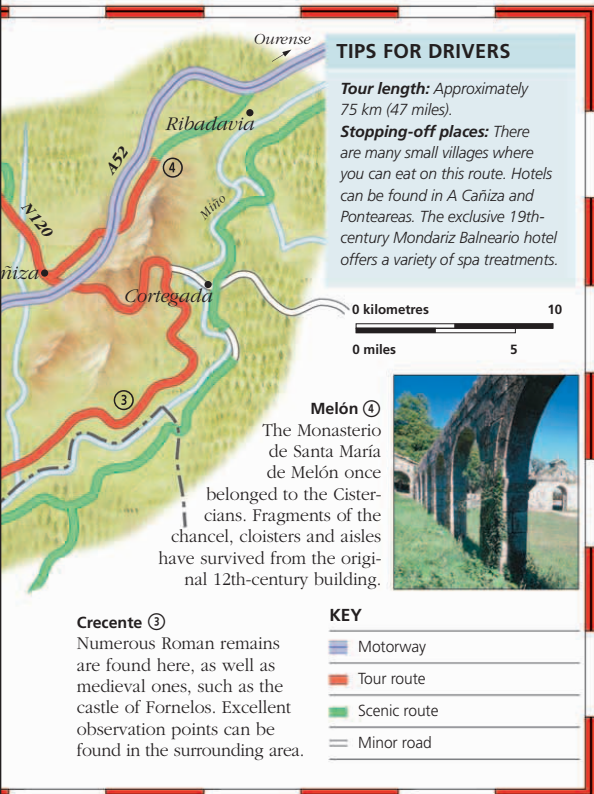 Ourense
Ribadavia
A52
④
N120
Miño
ñiza
Cortegada
③
TIPS FOR DRIVERS
Tour length: Approximately
75 km (47 miles).
Stopping-off places: There
are many small villages where
you can eat on this route. Hotels
can be found in A Cañiza and
Ponteareas. The exclusive 19th-
century Mondariz Balneario hotel
offers a variety of spa treatments.
0 kilometres 10
0 miles 5
Melón ④
The Monasterio
de Santa María
de Melón once
belonged to the Cister-
cians. Fragments of the
chancel, cloisters and aisles
have survived from the origi-
nal 12th-century building.
Crecente ③
Numerous Roman remains
are found here, as well as
medieval ones, such as the
castle of Fornelos. Excellent
observation points can be
found in the surrounding area.
KEY
Motorway
Tour route
Scenic route
Minor road